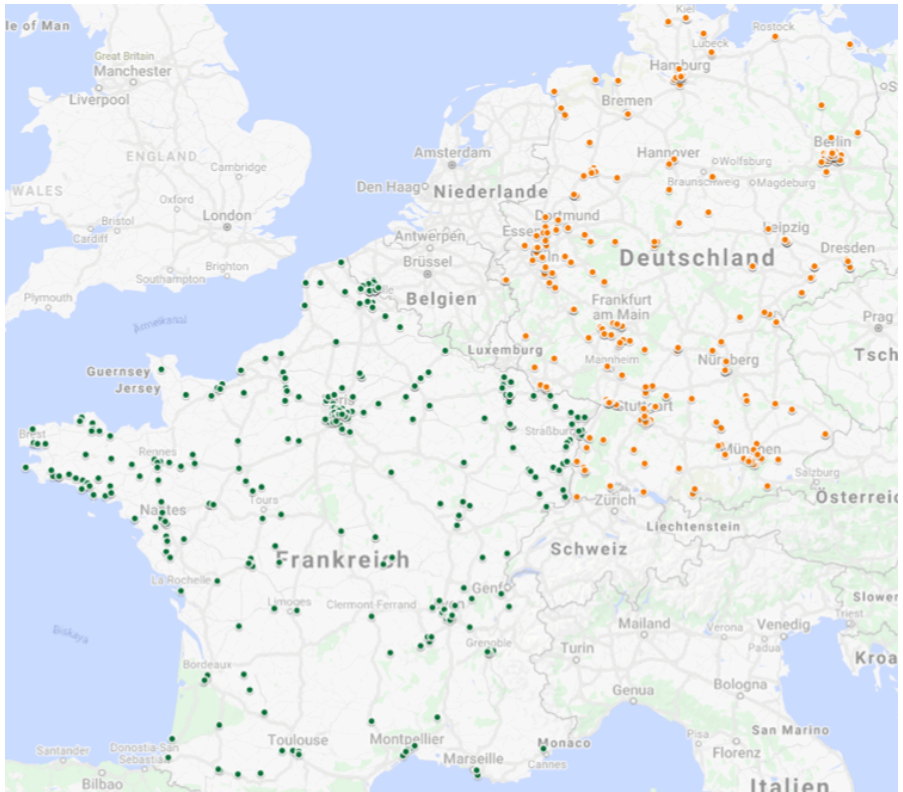 le of Man
Great Britain
Manchester
Liverpool
ENGLAND
WALES
Cambridge
Oxford
London
Bristol
Cardiff
Southampton
Brighton
Plymouth
Ärmelkanal
Guernsey
Jersey
Kiel
Lübeck
Rostock
Hamburg
Bremen
Amsterdam
Den Haag
Niederlande
Hannover
Wolfsburg
Braunschweig
Magdeburg
Berlin
Antwerpen
Brüssel
Belgien
Dortmund
Essen
Deutschland
Leipzig
Dresden
Frankfurt
am Main
Prag
Tsch
Luxemburg
Mannheim
Nürnberg
Stuttgart
Straßburg
München
Salzburg
Österreic
Zürich
Liechtenstein
Schweiz
Brest
Rennes
Nantes
Tours
Frankreich
La Rochelle
Limoges
Clermont-Ferrand
Genf
Grenoble
Biskaya
Bordeaux
Toulouse
Montpellier
Marseille
Monaco
Cannes
Santander
Donostia-San
Sebastián
Bilbao
Mailand
Turin
Verona
Venedig
Padua
Triest
Slower
Kroa
Genua
Bologna
San Marino
Pisa
Florenz
Italien